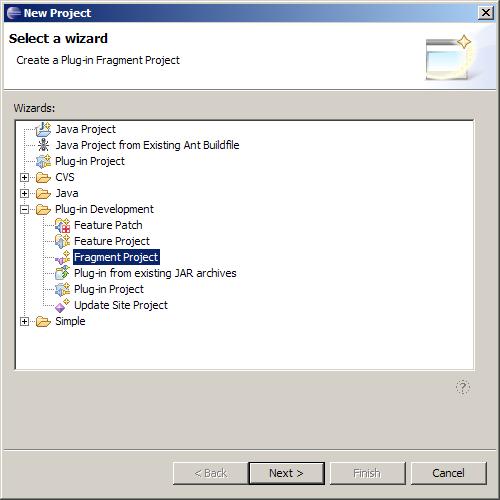 New Project
Select a wizard
Create a Plug-in Fragment Project
Wizards:
Java Project
Java Project from Existing Ant Buildfile
Plug-in Project
CVS
Java
Plug-in Development
Feature Patch
Feature Project
Fragment Project
Plug-in from existing JAR archives
Plug-in Project
Update Site Project
Simple
?
< Back Next > Finish Cancel